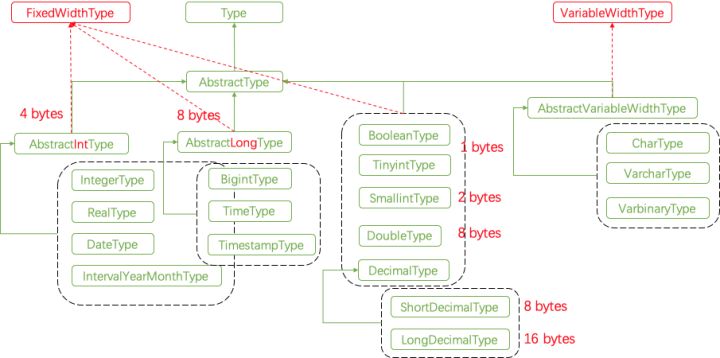 FixedWidthType
Type
VariableWidthType
AbstractType
4 bytes
8 bytes
AbstractVariableWidthType
AbstractIntType
AbstractLongType
BooleanType
1 bytes
CharType
TinyintType
IntegerType
BigintType
VarcharType
SmallintType
2 bytes
RealType
TimeType
VarbinaryType
DoubleType
8 bytes
DateType
TimestampType
DecimalType
IntervalYearMonthType
ShortDecimalType
8 bytes
LongDecimalType
16 bytes